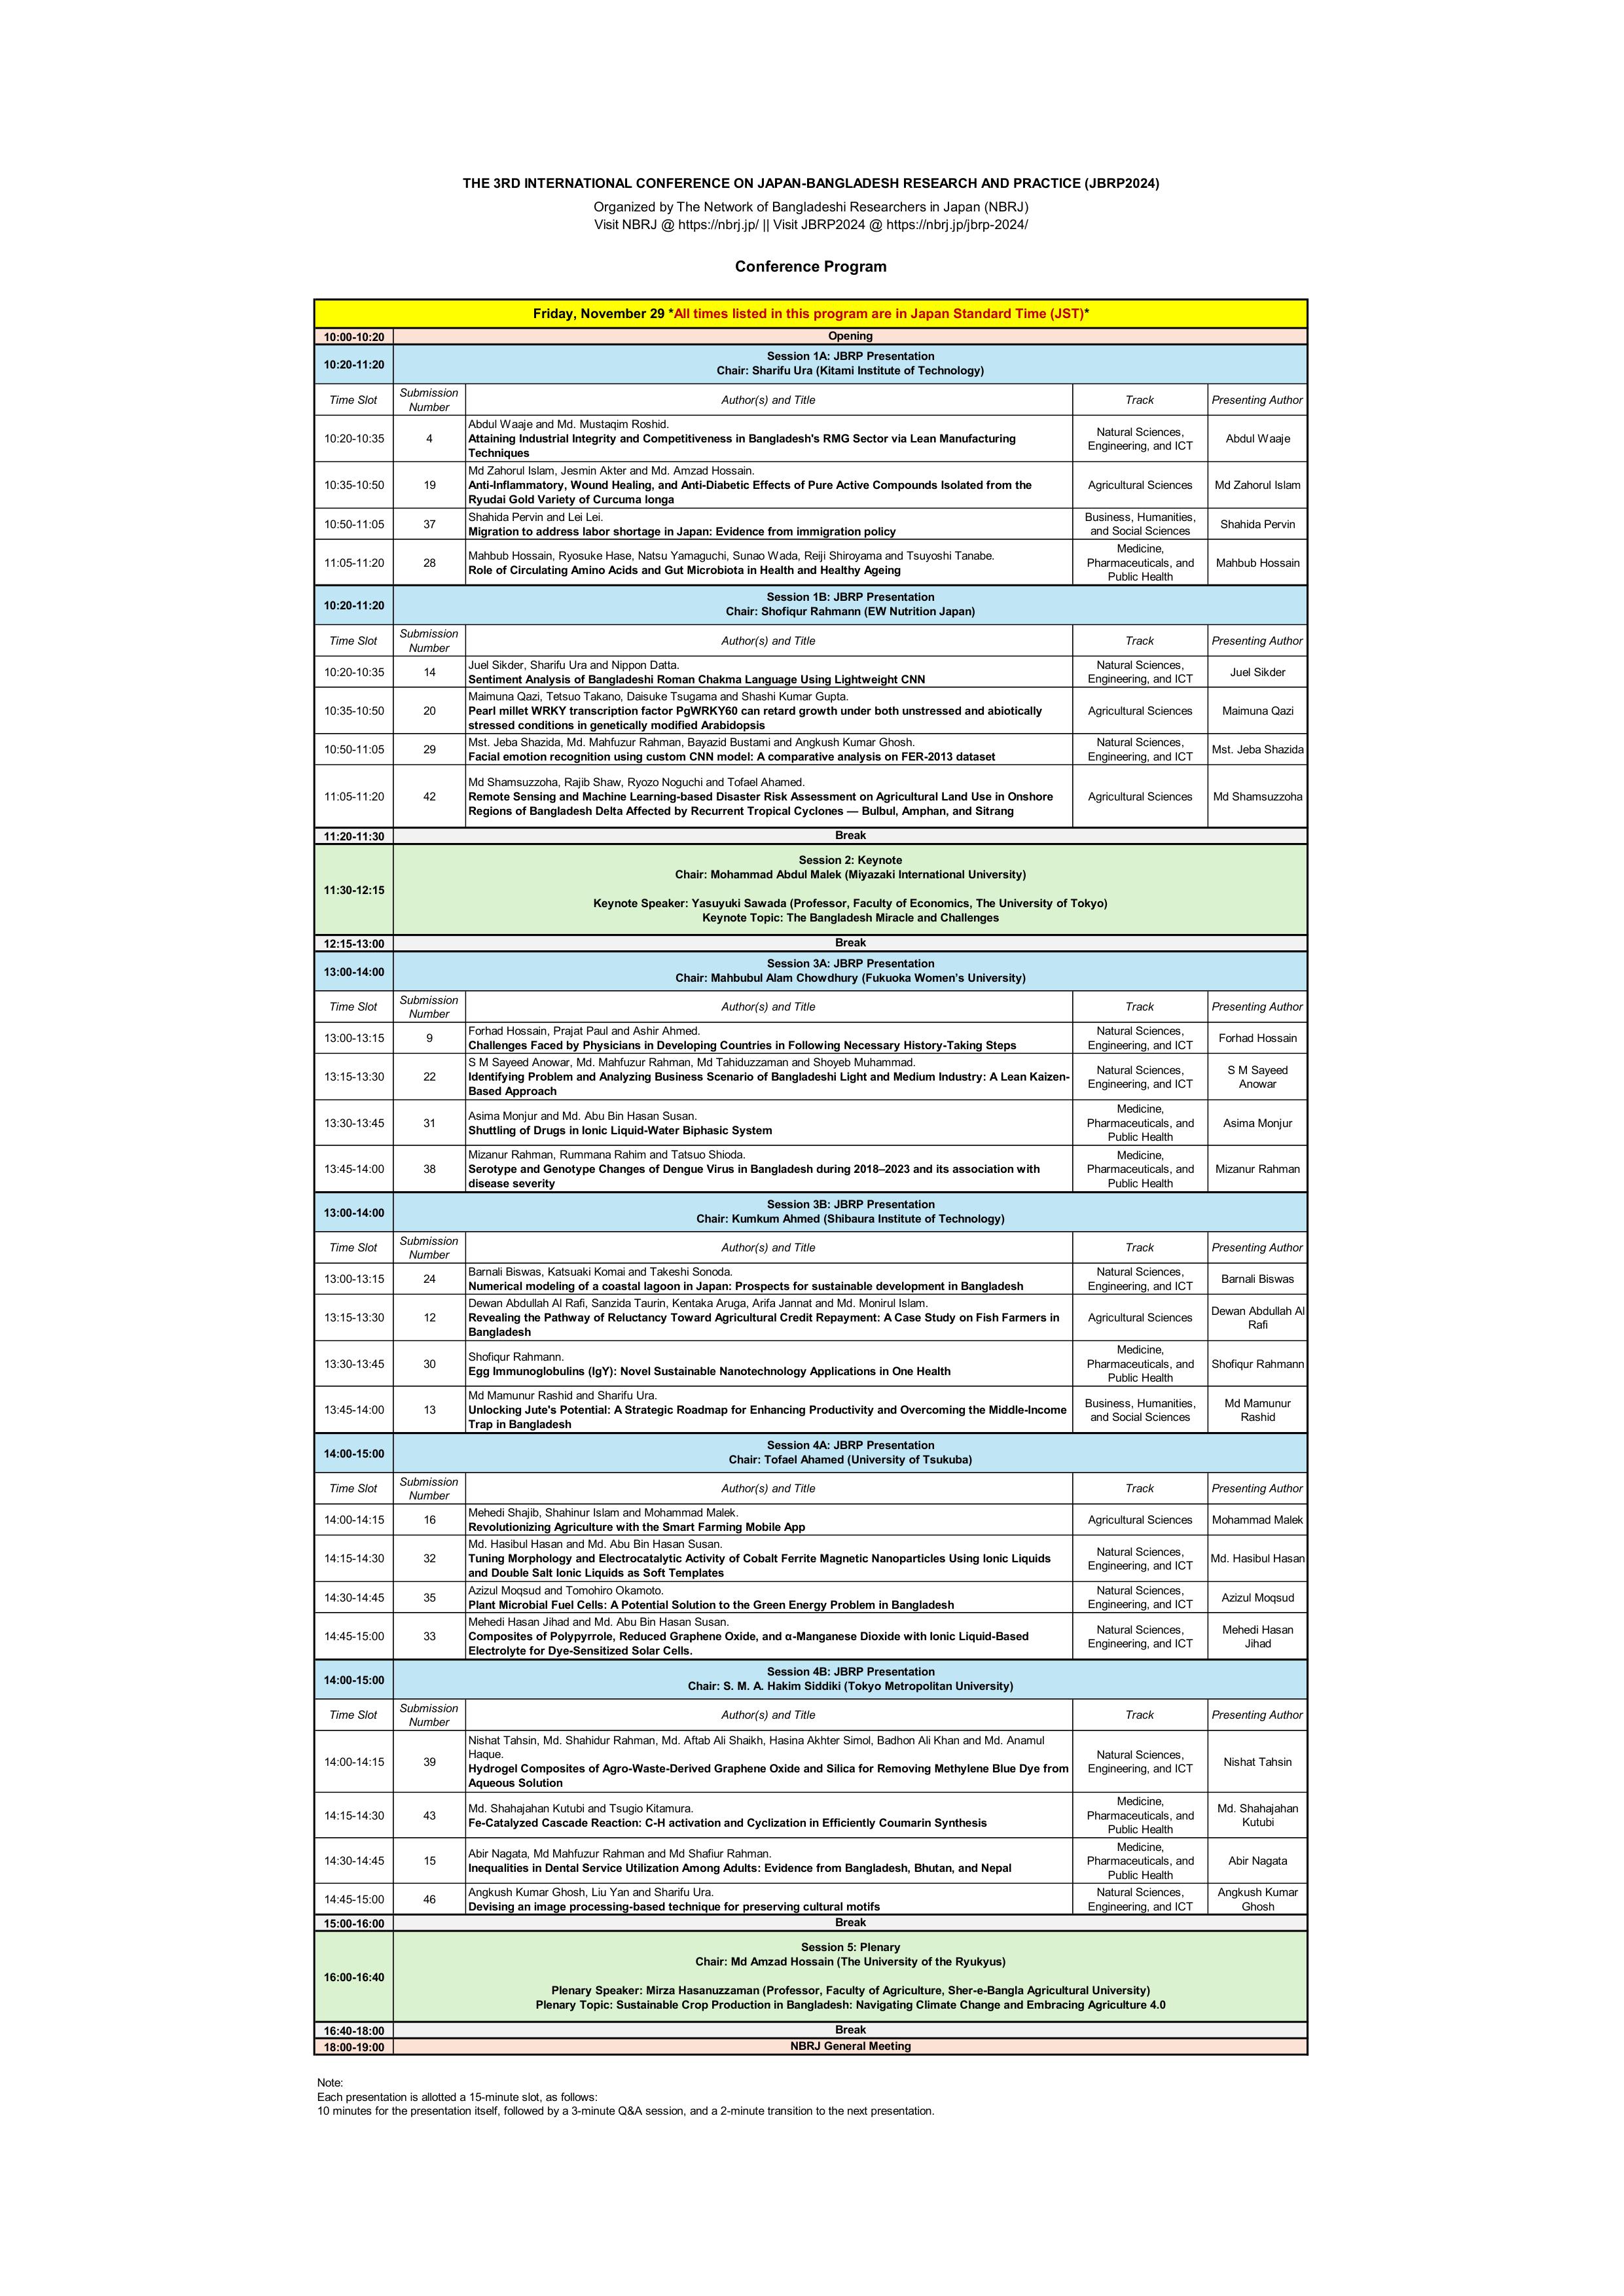 THE 3RD INTERNATIONAL CONFERENCE ON JAPAN-BANGLADESH RESEARCH AND PRACTICE (JBRP2024)
Organized by The Network of Bangladeshi Researchers in Japan (NBRJ)
Visit NBRJ @ https://nbrj.jp/ || Visit JBRP2024 @ https://nbrj.jp/jbrp-2024/
Conference Program
Friday, November 29 *All times listed in this program are in Japan Standard Time (JST)*
10:00-10:20 Opening
10:20-11:20
Session 1A: JBRP Presentation
Chair: Sharifu Ura (Kitami Institute of Technology)
Time Slot
Submission
Number
Author(s) and Title
Track
Presenting Author
10:20-10:35
4
Abdul Waaje and Md. Mustaqim Roshid.
Attaining Industrial Integrity and Competitiveness in Bangladesh's RMG Sector via Lean Manufacturing
Techniques
Natural Sciences,
Engineering, and ICT
Abdul Waaje
10:35-10:50
19
Md Zahorul Islam, Jesmin Akter and Md. Amzad Hossain.
Anti-Inflammatory, Wound Healing, and Anti-Diabetic Effects of Pure Active Compounds Isolated from the
Ryudai Gold Variety of Curcuma longa
Agricultural Sciences
Md Zahorul Islam
10:50-11:05
37
Shahida Pervin and Lei Lei.
Migration to address labor shortage in Japan: Evidence from immigration policy
Business, Humanities,
and Social Sciences
Shahida Pervin
11:05-11:20
28
Mahbub Hossain, Ryosuke Hase, Natsu Yamaguchi, Sunao Wada, Reiji Shiroyama and Tsuyoshi Tanabe.
Role of Circulating Amino Acids and Gut Microbiota in Health and Healthy Ageing
Medicine,
Pharmaceuticals, and
Public Health
Mahbub Hossain
10:20-11:20
Session 1B: JBRP Presentation
Chair: Shofiqur Rahmann (EW Nutrition Japan)
Time Slot
Submission
Number
Author(s) and Title
Track
Presenting Author
10:20-10:35
14
Juel Sikder, Sharifu Ura and Nippon Datta.
Sentiment Analysis of Bangladeshi Roman Chakma Language Using Lightweight CNN
Natural Sciences,
Engineering, and ICT
Juel Sikder
10:35-10:50
20
Maimuna Qazi, Tetsuo Takano, Daisuke Tsugama and Shashi Kumar Gupta.
Pearl millet WRKY transcription factor PgWRKY60 can retard growth under both unstressed and abiotically
stressed conditions in genetically modified Arabidopsis
Agricultural Sciences
Maimuna Qazi
10:50-11:05
29
Mst. Jeba Shazida, Md. Mahfuzur Rahman, Bayazid Bustami and Angkush Kumar Ghosh.
Facial emotion recognition using custom CNN model: A comparative analysis on FER-2013 dataset
Natural Sciences,
Engineering, and ICT
Mst. Jeba Shazida
11:05-11:20
42
Md Shamsuzzoha, Rajib Shaw, Ryozo Noguchi and Tofael Ahamed.
Remote Sensing and Machine Learning-based Disaster Risk Assessment on Agricultural Land Use in Onshore
Regions of Bangladesh Delta Affected by Recurrent Tropical Cyclones — Bulbul, Amphan, and Sitrang
Agricultural Sciences
Md Shamsuzzoha
11:20-11:30 Break
11:30-12:15
Session 2: Keynote
Chair: Mohammad Abdul Malek (Miyazaki International University)
Keynote Speaker: Yasuyuki Sawada (Professor, Faculty of Economics, The University of Tokyo)
Keynote Topic: The Bangladesh Miracle and Challenges
12:15-13:00 Break
13:00-14:00
Session 3A: JBRP Presentation
Chair: Mahbubul Alam Chowdhury (Fukuoka Women’s University)
Time Slot
Submission
Number
Author(s) and Title
Track
Presenting Author
13:00-13:15
9
Forhad Hossain, Prajat Paul and Ashir Ahmed.
Challenges Faced by Physicians in Developing Countries in Following Necessary History-Taking Steps
Natural Sciences,
Engineering, and ICT
Forhad Hossain
13:15-13:30
22
S M Sayeed Anowar, Md. Mahfuzur Rahman, Md Tahiduzzaman and Shoyeb Muhammad.
Identifying Problem and Analyzing Business Scenario of Bangladeshi Light and Medium Industry: A Lean Kaizen-
Based Approach
Natural Sciences,
Engineering, and ICT
S M Sayeed
Anowar
13:30-13:45
31
Asima Monjur and Md. Abu Bin Hasan Susan.
Shuttling of Drugs in Ionic Liquid-Water Biphasic System
Medicine,
Pharmaceuticals, and
Public Health
Asima Monjur
13:45-14:00
38
Mizanur Rahman, Rummana Rahim and Tatsuo Shioda.
Serotype and Genotype Changes of Dengue Virus in Bangladesh during 2018–2023 and its association with
disease severity
Medicine,
Pharmaceuticals, and
Public Health
Mizanur Rahman
13:00-14:00
Session 3B: JBRP Presentation
Chair: Kumkum Ahmed (Shibaura Institute of Technology)
Time Slot
Submission
Number
Author(s) and Title
Track
Presenting Author
13:00-13:15
24
Barnali Biswas, Katsuaki Komai and Takeshi Sonoda.
Numerical modeling of a coastal lagoon in Japan: Prospects for sustainable development in Bangladesh
Natural Sciences,
Engineering, and ICT
Barnali Biswas
13:15-13:30
12
Dewan Abdullah Al Rafi, Sanzida Taurin, Kentaka Aruga, Arifa Jannat and Md. Monirul Islam.
Revealing the Pathway of Reluctancy Toward Agricultural Credit Repayment: A Case Study on Fish Farmers in
Bangladesh
Agricultural Sciences
Dewan Abdullah Al
Rafi
13:30-13:45
30
Shofiqur Rahmann.
Egg Immunoglobulins (IgY): Novel Sustainable Nanotechnology Applications in One Health
Medicine,
Pharmaceuticals, and
Public Health
Shofiqur Rahmann
13:45-14:00
13
Md Mamunur Rashid and Sharifu Ura.
Unlocking Jute's Potential: A Strategic Roadmap for Enhancing Productivity and Overcoming the Middle-Income
Trap in Bangladesh
Business, Humanities,
and Social Sciences
Md Mamunur
Rashid
14:00-15:00
Session 4A: JBRP Presentation
Chair: Tofael Ahamed (University of Tsukuba)
Time Slot
Submission
Number
Author(s) and Title
Track
Presenting Author
14:00-14:15
16
Mehedi Shajib, Shahinur Islam and Mohammad Malek.
Revolutionizing Agriculture with the Smart Farming Mobile App
Agricultural Sciences
Mohammad Malek
14:15-14:30
32
Md. Hasibul Hasan and Md. Abu Bin Hasan Susan.
Tuning Morphology and Electrocatalytic Activity of Cobalt Ferrite Magnetic Nanoparticles Using Ionic Liquids
and Double Salt Ionic Liquids as Soft Templates
Natural Sciences,
Engineering, and ICT
Md. Hasibul Hasan
14:30-14:45
35
Azizul Moqsud and Tomohiro Okamoto.
Plant Microbial Fuel Cells: A Potential Solution to the Green Energy Problem in Bangladesh
Natural Sciences,
Engineering, and ICT
Azizul Moqsud
14:45-15:00
33
Mehedi Hasan Jihad and Md. Abu Bin Hasan Susan.
Composites of Polypyrrole, Reduced Graphene Oxide, and α-Manganese Dioxide with Ionic Liquid-Based
Electrolyte for Dye-Sensitized Solar Cells.
Natural Sciences,
Engineering, and ICT
Mehedi Hasan
Jihad
14:00-15:00
Session 4B: JBRP Presentation
Chair: S. M. A. Hakim Siddiki (Tokyo Metropolitan University)
Time Slot
Submission
Number
Author(s) and Title
Track
Presenting Author
14:00-14:15
39
Nishat Tahsin, Md. Shahidur Rahman, Md. Aftab Ali Shaikh, Hasina Akhter Simol, Badhon Ali Khan and Md. Anamul
Haque.
Hydrogel Composites of Agro-Waste-Derived Graphene Oxide and Silica for Removing Methylene Blue Dye from
Aqueous Solution
Natural Sciences,
Engineering, and ICT
Nishat Tahsin
14:15-14:30
43
Md. Shahajahan Kutubi and Tsugio Kitamura.
Fe-Catalyzed Cascade Reaction: C-H activation and Cyclization in Efficiently Coumarin Synthesis
Medicine,
Pharmaceuticals, and
Public Health
Md. Shahajahan
Kutubi
14:30-14:45
15
Abir Nagata, Md Mahfuzur Rahman and Md Shafiur Rahman.
Inequalities in Dental Service Utilization Among Adults: Evidence from Bangladesh, Bhutan, and Nepal
Medicine,
Pharmaceuticals, and
Public Health
Abir Nagata
14:45-15:00
46
Angkush Kumar Ghosh, Liu Yan and Sharifu Ura.
Devising an image processing-based technique for preserving cultural motifs
Natural Sciences,
Engineering, and ICT
Angkush Kumar
Ghosh
15:00-16:00 Break
16:00-16:40
Session 5: Plenary
Chair: Md Amzad Hossain (The University of the Ryukyus)
Plenary Speaker: Mirza Hasanuzzaman (Professor, Faculty of Agriculture, Sher-e-Bangla Agricultural University)
Plenary Topic: Sustainable Crop Production in Bangladesh: Navigating Climate Change and Embracing Agriculture 4.0
16:40-18:00 Break
18:00-19:00 NBRJ General Meeting
Note:
Each presentation is allotted a 15-minute slot, as follows:
10 minutes for the presentation itself, followed by a 3-minute Q&A session, and a 2-minute transition to the next presentation.